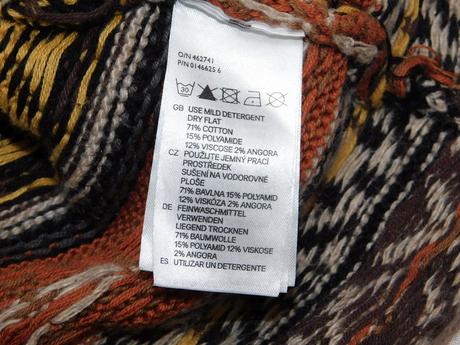 O/N 462741
P/N 0146625 6
30
GB USE MILD DETERGENT
DRY FLAT
71% COTTON
15% POLYAMIDE
12% VISCOSE 2% ANGORA
CZ POUŽIJTE JEMNÝ PRACÍ
PROSTŘEDEK
SUŠENÍ NA VODOROVNÉ
PLOŠE
71% BAVLNA 15% POLYAMID
12% VISKÓZA 2% ANGORA
DE FEINWASCHMITTEL
VERWENDEN
LIEGEND TROCKNEN
71% BAUMWOLLE
15% POLYAMID 12% VISKOSE
2% ANGORA
ES UTILIZAR UN DETERGENTE